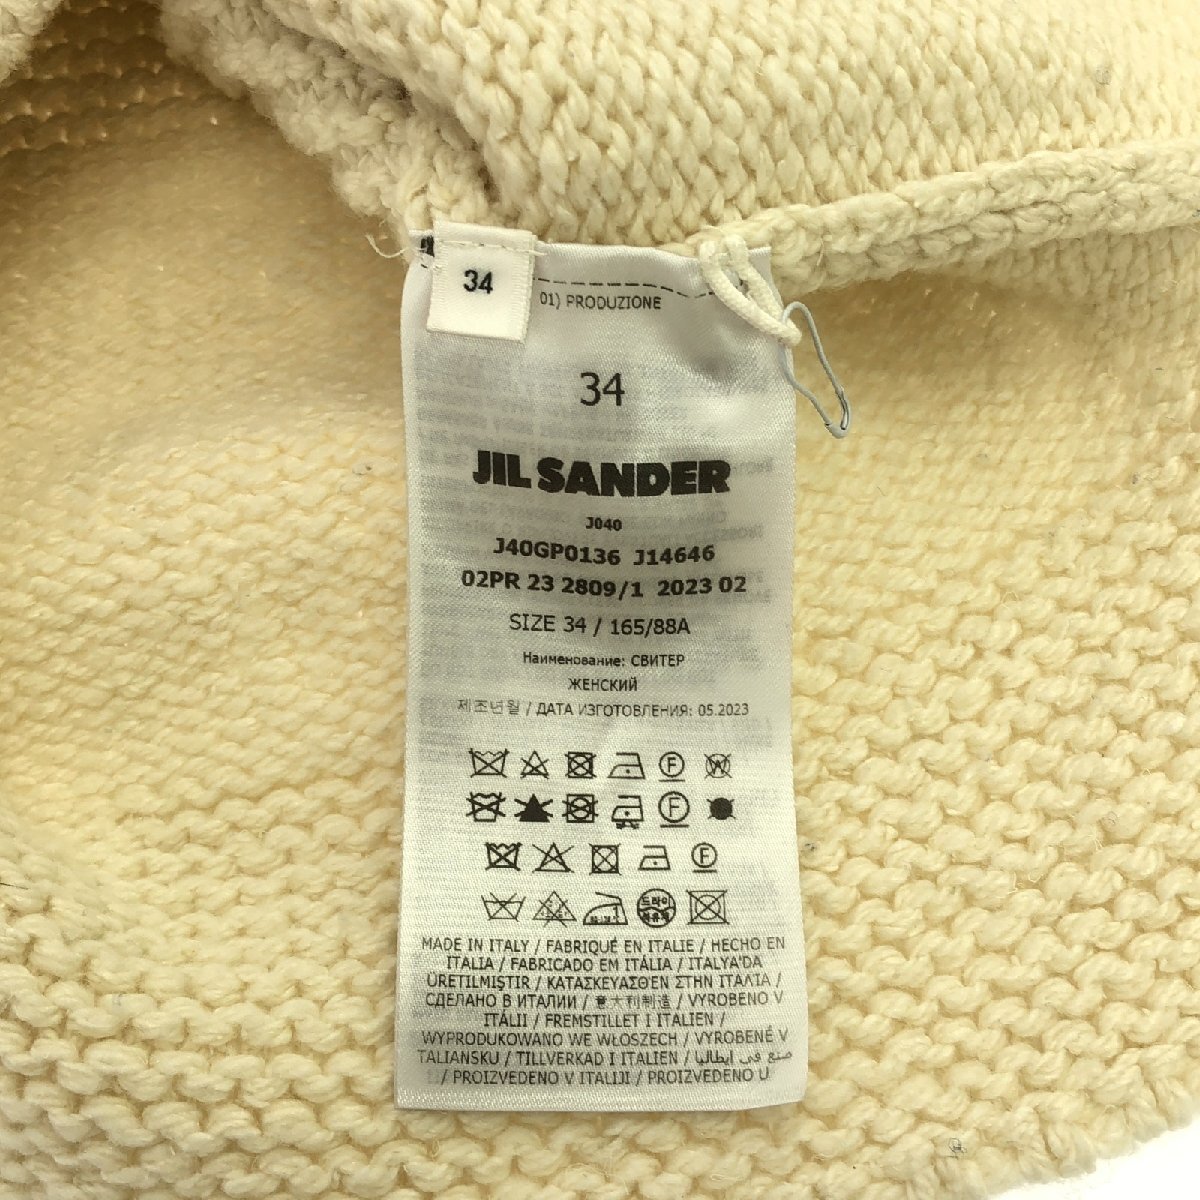 34
01) PRODUZIONE
34
JIL SANDER
J040
J40GP0136 J14646
02PR 23 2809/1 2023 02
SIZE 34 / 165/88A
Наименование: СВИТЕР
ЖЕНСКИЙ
제조년월 / ДАТА ИЗГОТОВЛЕНИЯ: 05.2023
F W
F
F
드라이
MADE IN ITALY / FABRIQUÉ EN ITALIE / HECHO EN
ITALIA / FABRICADO EM ITÁLIA / ITALYA'DA
ÜRETILMIŞTIR / ΚΑΤΑΣΚΕΥΑΣΘΕΝ ΣΤΗΝ ΙΤΑΛΙΑ /
СДЕЛАНО В ИТАЛИИ / 意大利制造 / VYROBENO V
ITÁLII / FREMSTILLET I ITALIEN /
WYPRODUKOWANO WE WŁOSZECH / VYROBENÉ V
TALIANSKU / TILLVERKAD I ITALIEN / صنع في ايطاليا
/ PROIZVEDENO V ITALIJI / PROIZVEDENO U